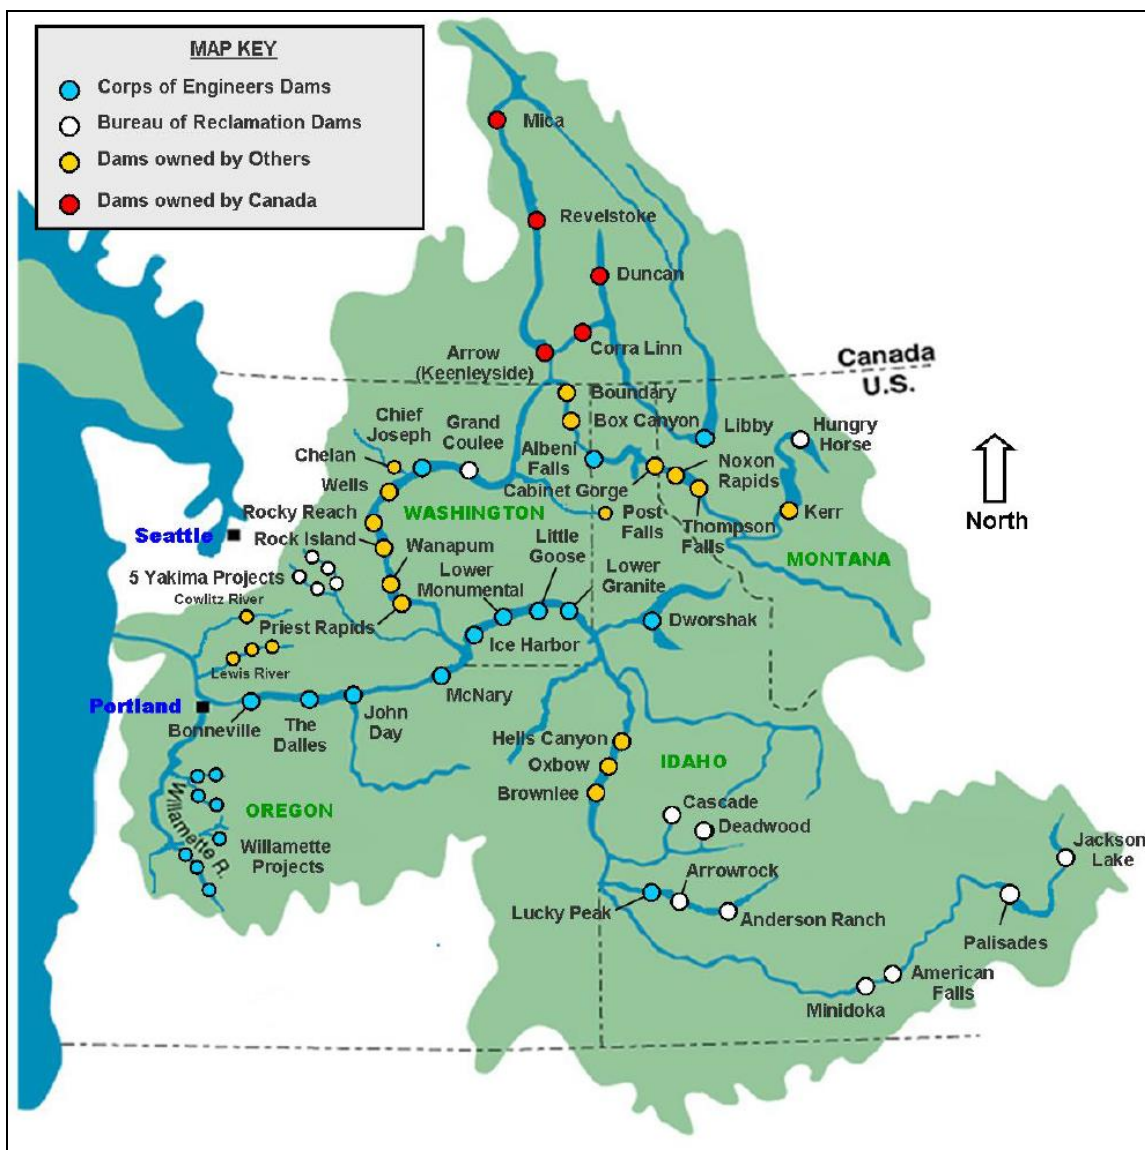 MAP KEY
Corps of Engineers Dams
Bureau of Reclamation Dams
Dams owned by Others
Dams owned by Canada
Mica
Revelstoke
Duncan
Corra Linn
Arrow
(Keenleyside)
Canada
U.S.
Boundary
Box Canyon
Libby
Hungry
Horse
Chief
Joseph
Grand
Coulee
Albeni
Falls
Chelan
Wells
Cabinet Gorge
Noxon
Rapids
Rocky Reach
WASHINGTON
Post
Falls
Thompson
Falls
Kerr
North
Seattle
Rock Island
Wanapum
Little
Goose
MONTANA
5 Yakima Projects
Lower
Monumental
Lower
Granite
Cowlitz River
Priest Rapids
Ice Harbor
Dworshak
Lewis River
Portland
McNary
Bonneville
The
Dalles
John
Day
Hells Canyon
Oxbow
Brownlee
IDAHO
OREGON
Willamette R.
Willamette
Projects
Cascade
Deadwood
Jackson
Lake
Arrowrock
Lucky Peak
Anderson Ranch
Palisades
American
Falls
Minidoka